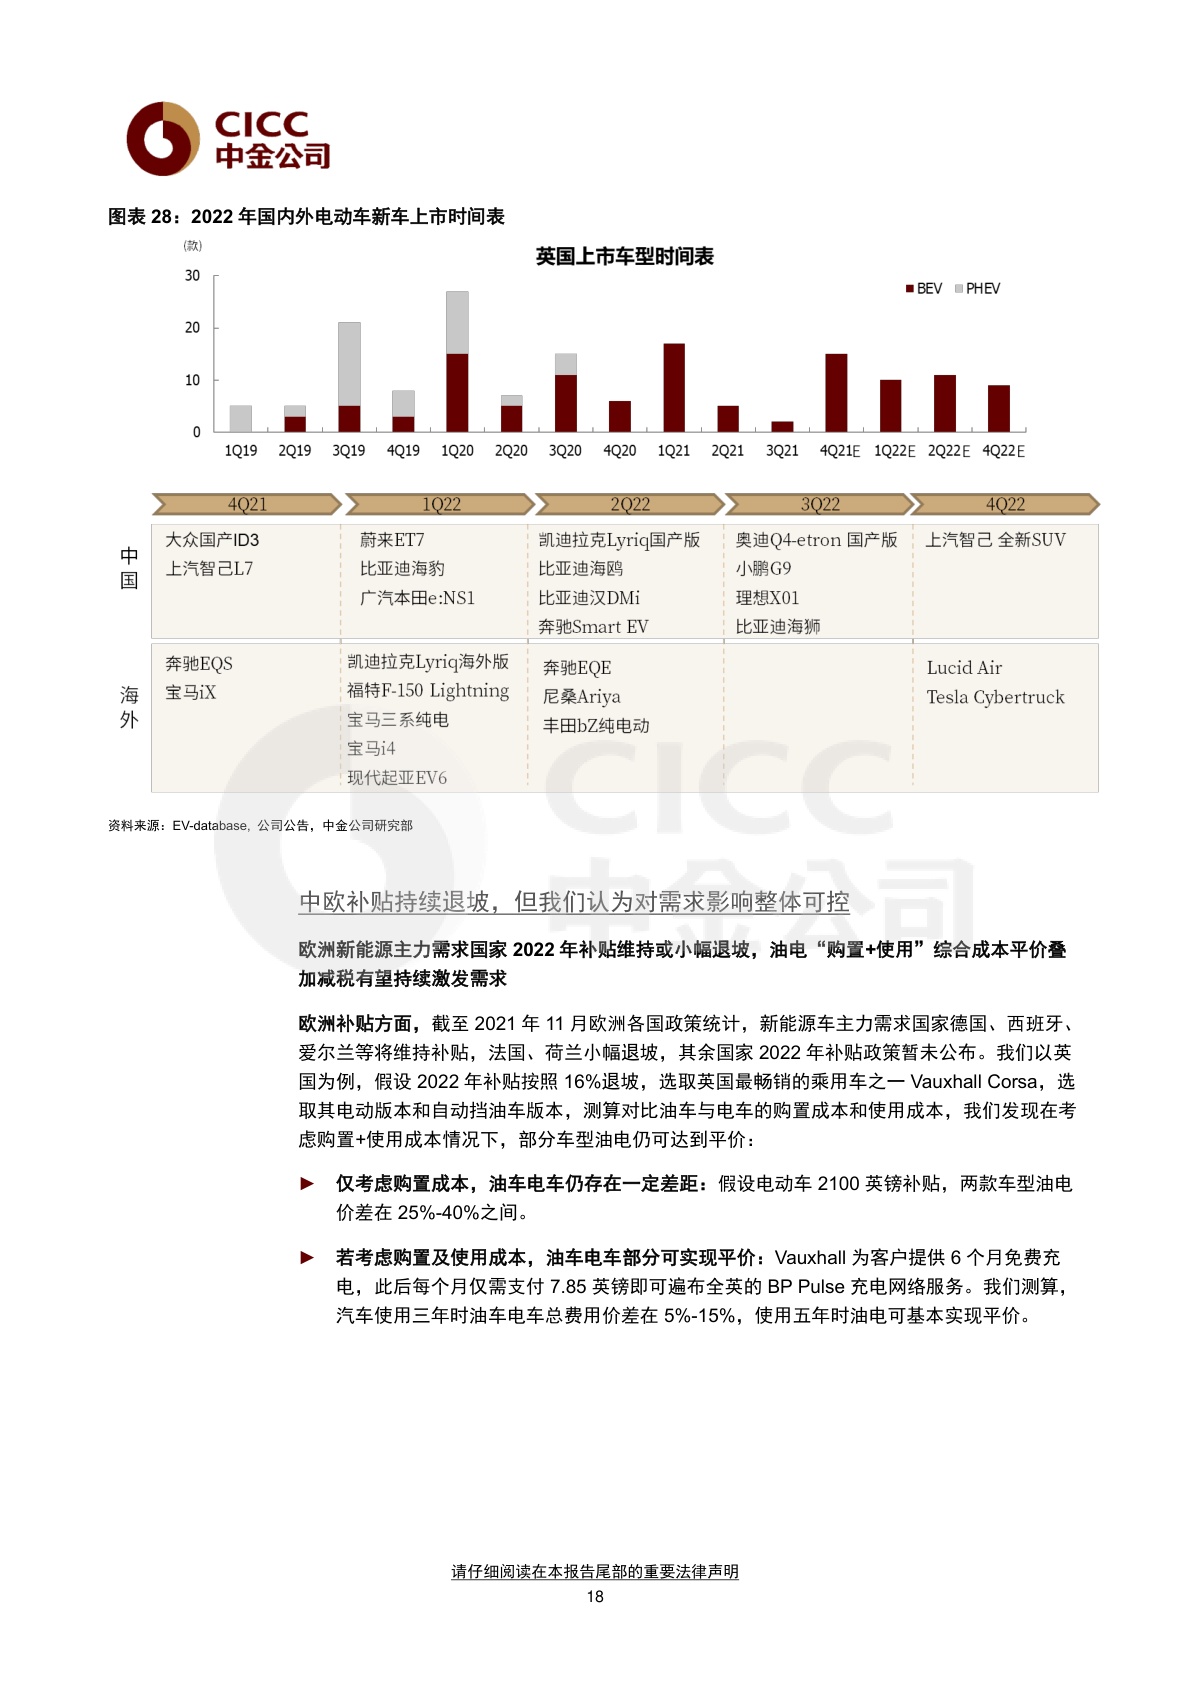 CICC
中金公司
图表 28：2022 年国内外电动车新车上市时间表
(款)
英国上市车型时间表
BEV PHEV
30
20
10
0
1Q19 2Q19 3Q19 4Q19 1Q20 2Q20 3Q20 4Q20 1Q21 2Q21 3Q21 4Q21E 1Q22E 2Q22E 4Q22E
4Q21 1Q22 2Q22 3Q22 4Q22
中国
大众国产ID3
上汽智己L7
蔚来ET7
比亚迪海豹
广汽本田e:NS1
凯迪拉克Lyriq国产版
比亚迪海鸥
比亚迪汉DMi
奔驰Smart EV
奥迪Q4-etron 国产版
小鹏G9
理想X01
比亚迪海狮
上汽智己 全新SUV
海外
奔驰EQS
宝马iX
凯迪拉克Lyriq海外版
福特F-150 Lightning
宝马三系纯电
宝马i4
现代起亚EV6
奔驰EQE
尼桑Ariya
丰田bZ纯电动
Lucid Air
Tesla Cybertruck
CICC
中金公司
资料来源：EV-database, 公司公告，中金公司研究部
中欧补贴持续退坡，但我们认为对需求影响整体可控
欧洲新能源主力需求国家 2022 年补贴维持或小幅退坡，油电“购置+使用”综合成本平价叠
加减税有望持续激发需求
欧洲补贴方面，截至 2021 年 11 月欧洲各国政策统计，新能源车主力需求国家德国、西班牙、
爱尔兰等将维持补贴，法国、荷兰小幅退坡，其余国家 2022 年补贴政策暂未公布。我们以英
国为例，假设 2022 年补贴按照 16%退坡，选取英国最畅销的乘用车之一 Vauxhall Corsa，选
取其电动版本和自动挡油车版本，测算对比油车与电车的购置成本和使用成本，我们发现在考
虑购置+使用成本情况下，部分车型油电仍可达到平价：
► 仅考虑购置成本，油车电车仍存在一定差距：假设电动车 2100 英镑补贴，两款车型油电
价差在 25%-40%之间。
► 若考虑购置及使用成本，油车电车部分可实现平价：Vauxhall 为客户提供 6 个月免费充
电，此后每个月仅需支付 7.85 英镑即可遍布全英的 BP Pulse 充电网络服务。我们测算，
汽车使用三年时油车电车总费用价差在 5%-15%，使用五年时油电可基本实现平价。
请仔细阅读在本报告尾部的重要法律声明
18